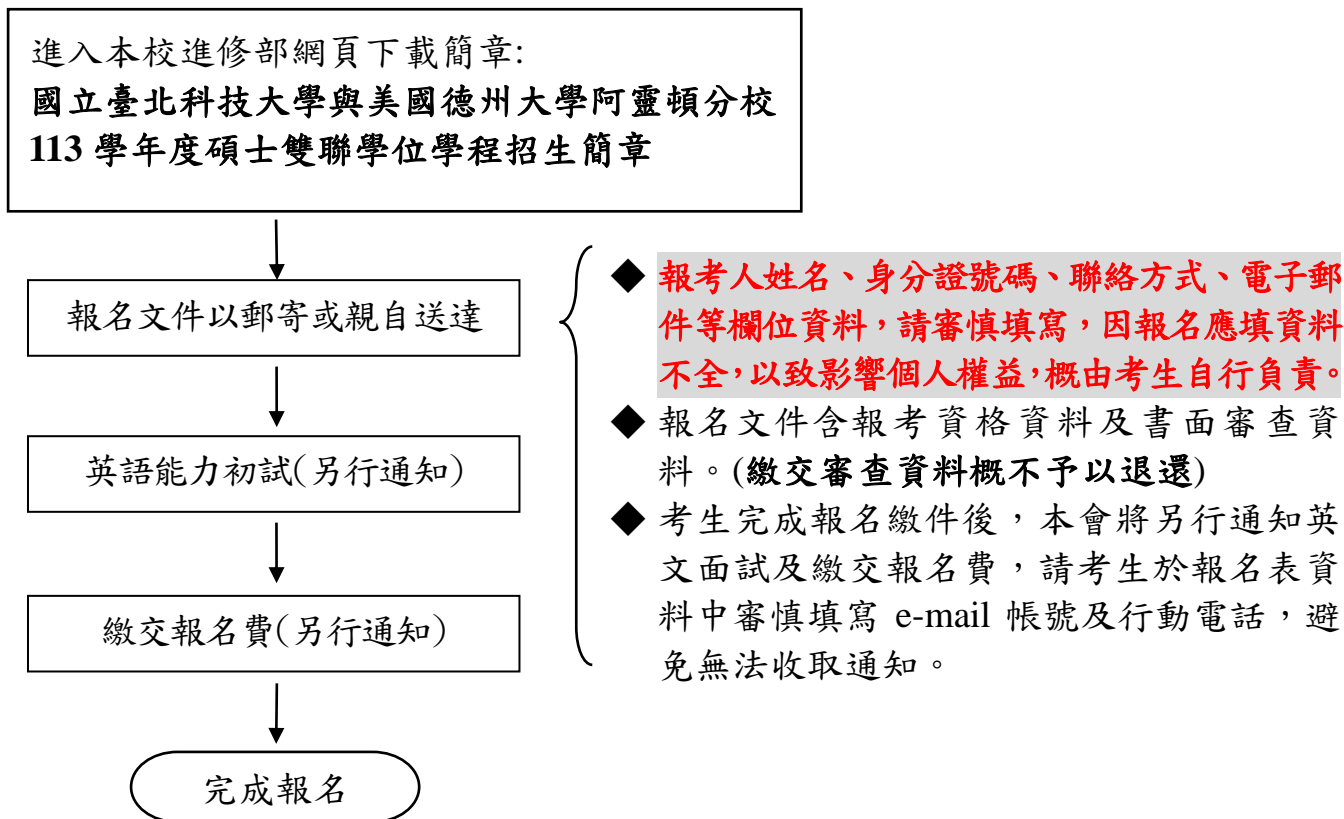 進入本校進修部網頁下載簡章:
國立臺北科技大學與美國德州大學阿靈頓分校
113 學年度碩士雙聯學位學程招生簡章
報名文件以郵寄或親自送達
英語能力初試(另行通知)
繳交報名費(另行通知)
完成報名
◆ 報考人姓名、身分證號碼、聯絡方式、電子郵
件等欄位資料，請審慎填寫，因報名應填資料
不全，以致影響個人權益，概由考生自行負責。
◆ 報名文件含報考資格資料及書面審查資
料。(繳交審查資料概不予以退還)
◆ 考生完成報名繳件後，本會將另行通知英
文面試及繳交報名費，請考生於報名表資
料中審慎填寫 e-mail 帳號及行動電話，避
免無法收取通知。